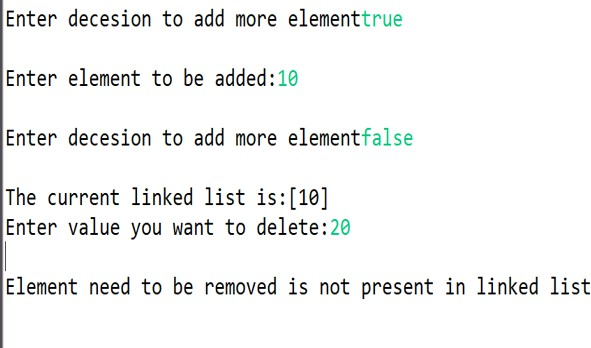 Enter decesion to add more elementtrue
Enter element to be added:10
Enter decesion to add more elementfalse
The current linked list is:[10]
Enter value you want to delete:20
Element need to be removed is not present in linked list